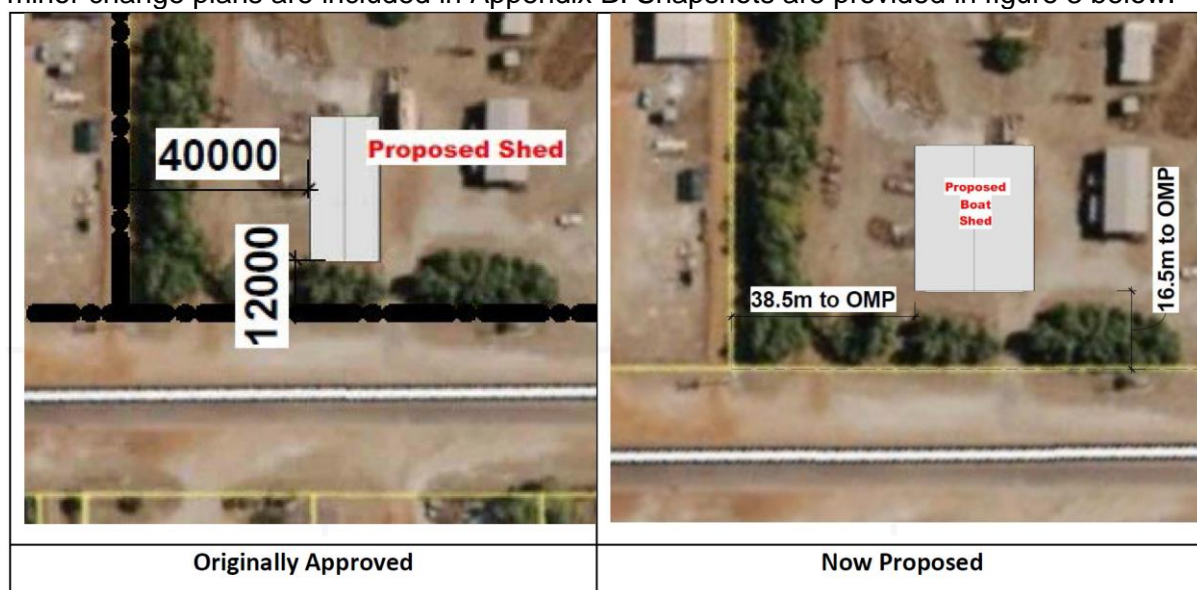 minor change plans are included in Appendix Snapshots are provided in figure below.
40000
Proposed Shed
12000
Proposed
Boat
Shed
38.5m to OMP
16.5m to OMP
Originally Approved
Now Proposed